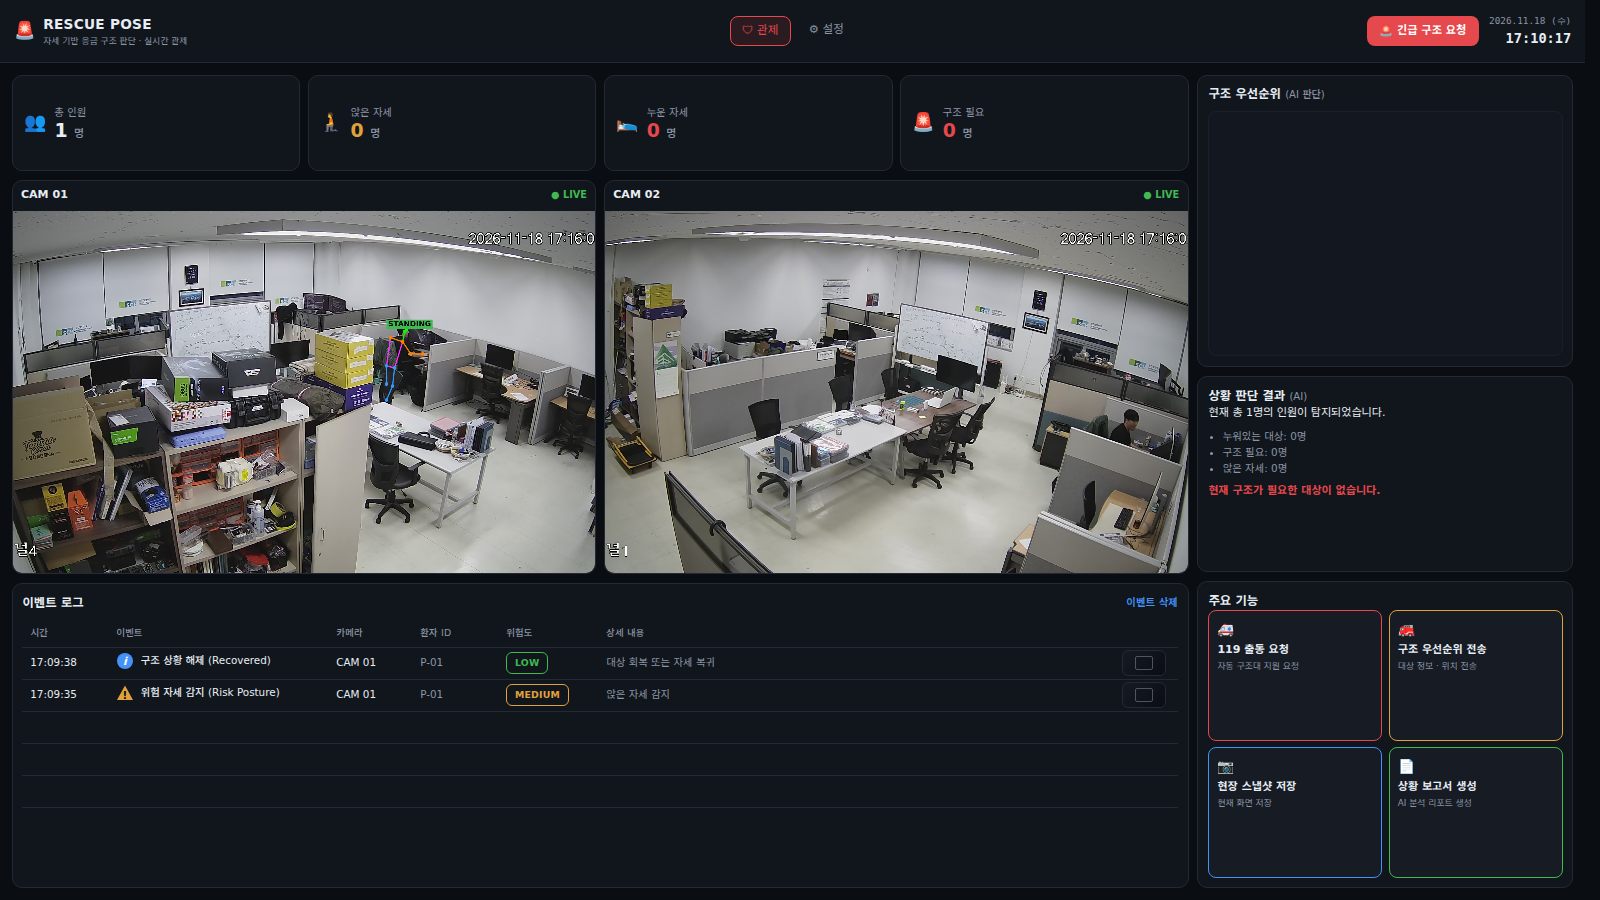 RESCUE POSE
자세 기반 응급 구조 판단 · 실시간 관제
관제
설정
긴급 구조 요청
2026.11.18 (수)
17:10:17
총 인원
1 명
앉은 자세
0 명
누운 자세
0 명
구조 필요
0 명
CAM 01
LIVE
2026-11-18 17:16:0
STANDING
널4
CAM 02
LIVE
2026-11-18 17:16:0
널1
구조 우선순위 (AI 판단)
상황 판단 결과 (AI)
현재 총 1명의 인원이 탐지되었습니다.
• 누워있는 대상: 0명
• 구조 필요: 0명
• 앉은 자세: 0명
현재 구조가 필요한 대상이 없습니다.
이벤트 로그
이벤트 삭제
시간 이벤트 카메라 환자 ID 위험도 상세 내용
17:09:38 구조 상황 해제 (Recovered) CAM 01 P-01 LOW 대상 회복 또는 자세 복귀
17:09:35 위험 자세 감지 (Risk Posture) CAM 01 P-01 MEDIUM 앉은 자세 감지
주요 기능
119 출동 요청
자동 구조대 지원 요청
구조 우선순위 전송
대상 정보 · 위치 전송
현장 스냅샷 저장
현재 화면 저장
상황 보고서 생성
AI 분석 리포트 생성